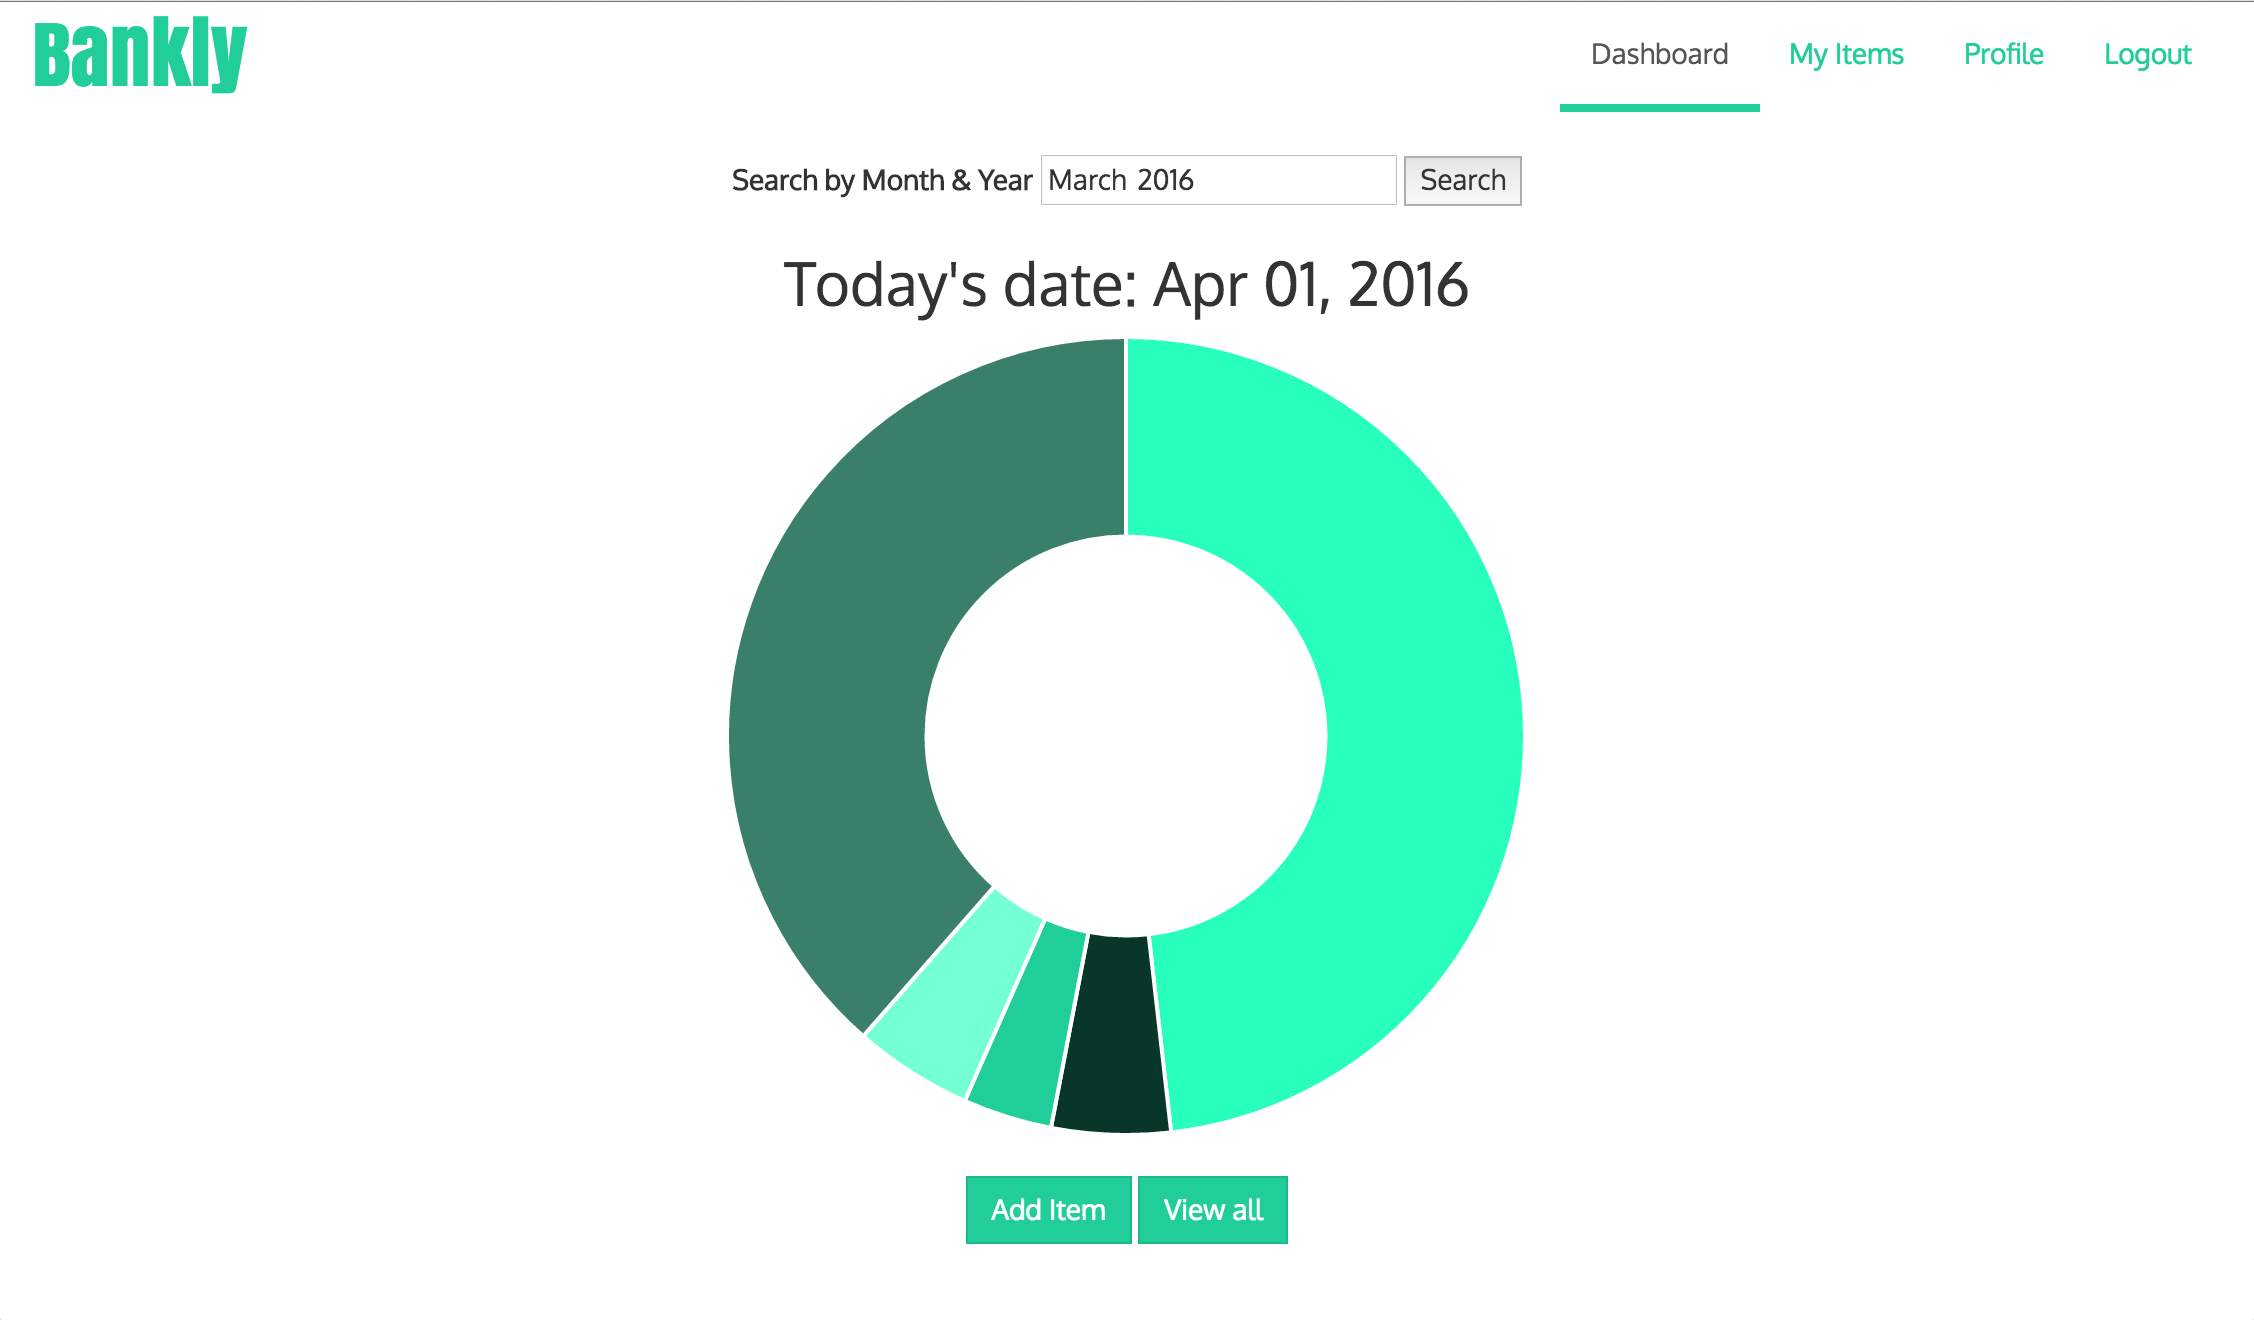 Bankly
Dashboard My Items Profile Logout
Search by Month & Year March 2016 Search
Today's date: Apr 01, 2016
Add Item View all